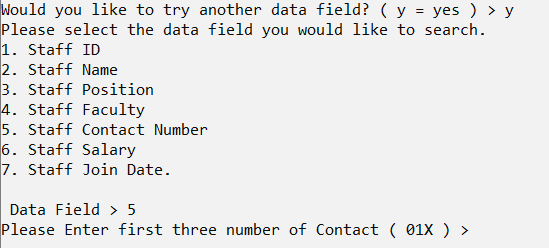 Would you like to try another data field? ( y = yes ) > y
Please select the data field you would like to search.
1. Staff ID
2. Staff Name
3. Staff Position
4. Staff Faculty
5. Staff Contact Number
6. Staff Salary
7. Staff Join Date.

 Data Field > 5
Please Enter first three number of Contact ( 01X ) >